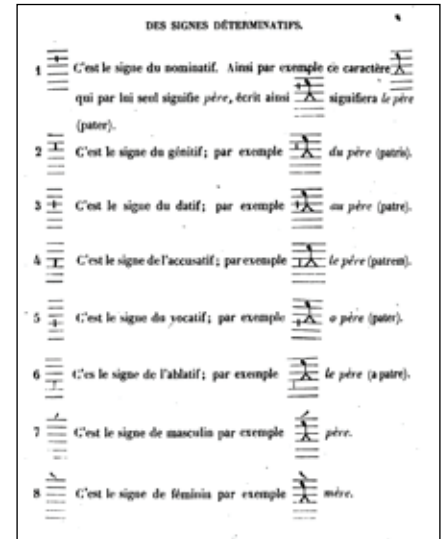 DES SIGNES DÉTERMINATIFS.
1 C'est le signe du nominatif. Ainsi par exemple ce caractère
qui par lui seul signifie père, écrit ainsi signifiera le père
(pater).
2 C'est le signe du génitif; par exemple du père (patris).
3 C'est le signe du datif; par exemple au père (patre).
4 C'est le signe de l'accusatif; par exemple le père (patrem).
5 C'est le signe du vocatif; par exemple o père (pater).
6 C'es le signe de l'ablatif; par exemple le père (a patre).
7 C'est le signe de masculin par exemple père.
8 C'est le signe de féminin par exemple mère.